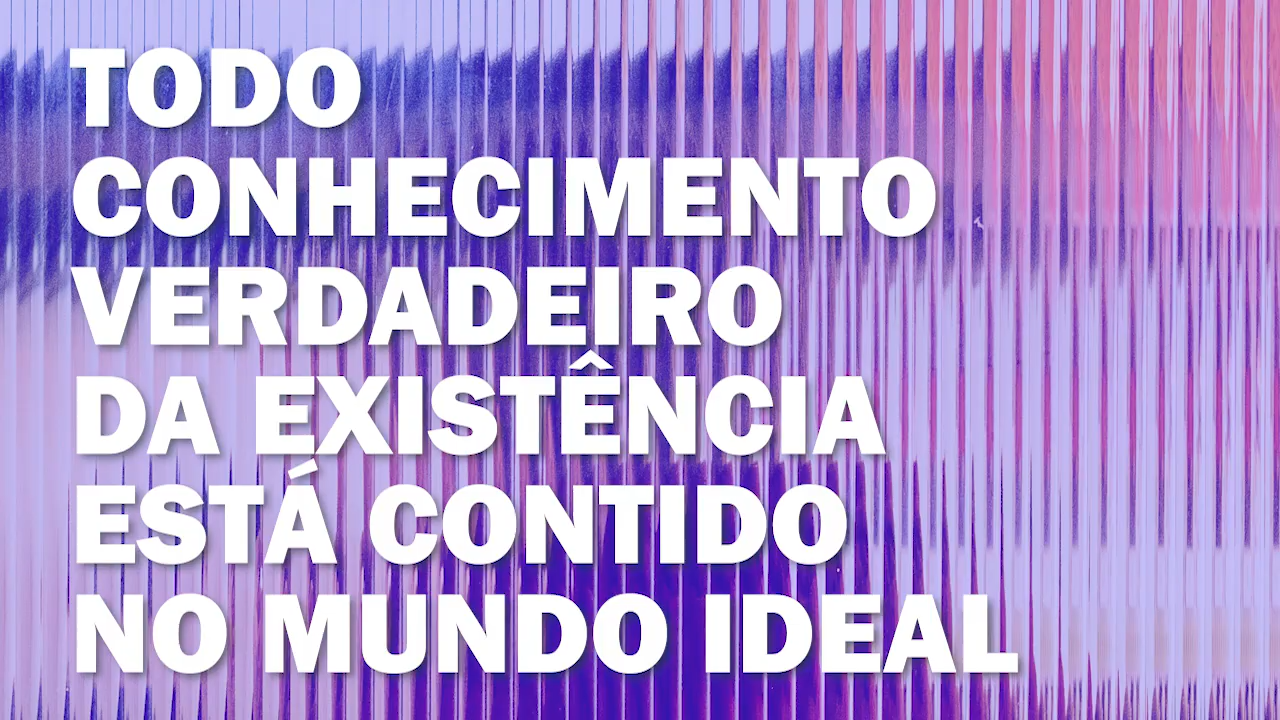 TODO
CONHECIMENTO
VERDADEIRO
DA EXISTÊNCIA
ESTÁ CONTIDO
NO MUNDO IDEAL